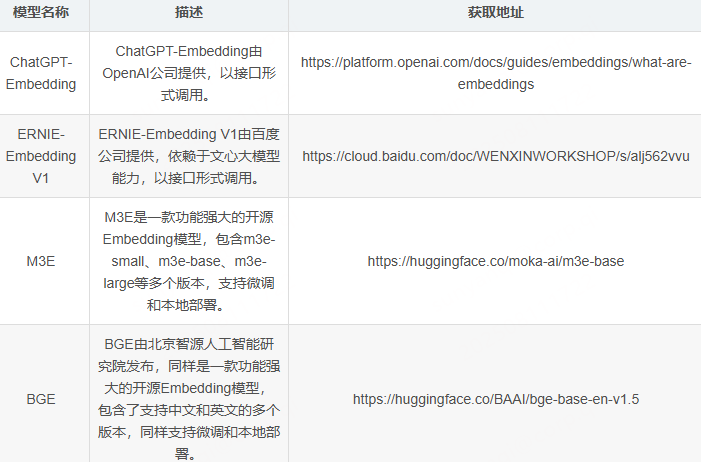 模型名称 描述 获取地址
ChatGPT-
Embedding
ChatGPT-Embedding由
OpenAI公司提供，以接口形
式调用。
https://platform.openai.com/docs/guides/embeddings/what-are-
embeddings
ERNIE-
Embedding
V1
ERNIE-Embedding V1由百度
公司提供，依赖于文心大模型
能力，以接口形式调用。
https://cloud.baidu.com/doc/WENXINWORKSHOP/s/alj562vvu
M3E
M3E是一款功能强大的开源
Embedding模型，包含m3e-
small、m3e-base、m3e-
large等多个版本，支持微调
和本地部署。
https://huggingface.co/moka-ai/m3e-base
BGE
BGE由北京智源人工智能研
究院发布，同样是一款功能强
大的开源Embedding模型，
包含了支持中文和英文的多个
版本，同样支持微调和本地部
署。
https://huggingface.co/BAAI/bge-base-en-v1.5